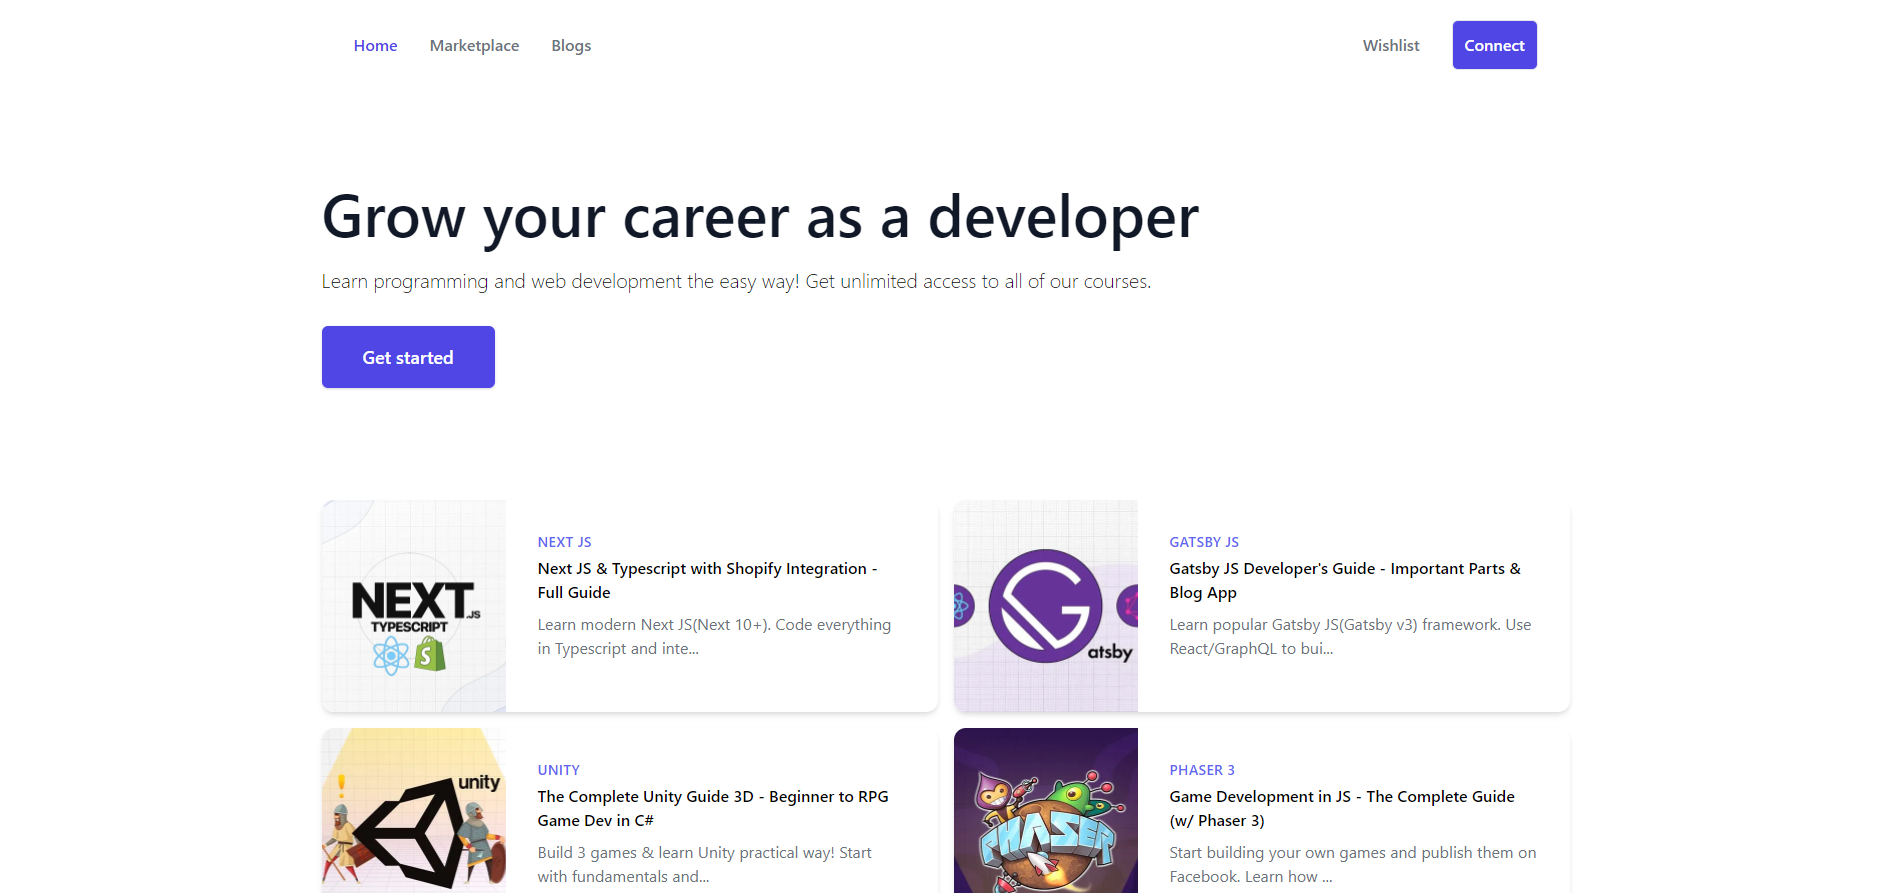 Home Marketplace Blogs Wishlist Connect
Grow your career as a developer
Learn programming and web development the easy way! Get unlimited access to all of our courses.
Get started
NEXT.JS
TYPESCRIPT
S
NEXT JS
Next JS & Typescript with Shopify Integration -
Full Guide
Learn modern Next JS(Next 10+). Code everything
in Typescript and inte...
atsby
GATSBY JS
Gatsby JS Developer's Guide - Important Parts &
Blog App
Learn popular Gatsby JS(Gatsby v3) framework. Use
React/GraphQL to bui...
unity
UNITY
The Complete Unity Guide 3D - Beginner to RPG
Game Dev in C#
Build 3 games & learn Unity practical way! Start
with fundamentals and...
PHASER
PHASER 3
Game Development in JS - The Complete Guide
(w/ Phaser 3)
Start building your own games and publish them on
Facebook. Learn how ...